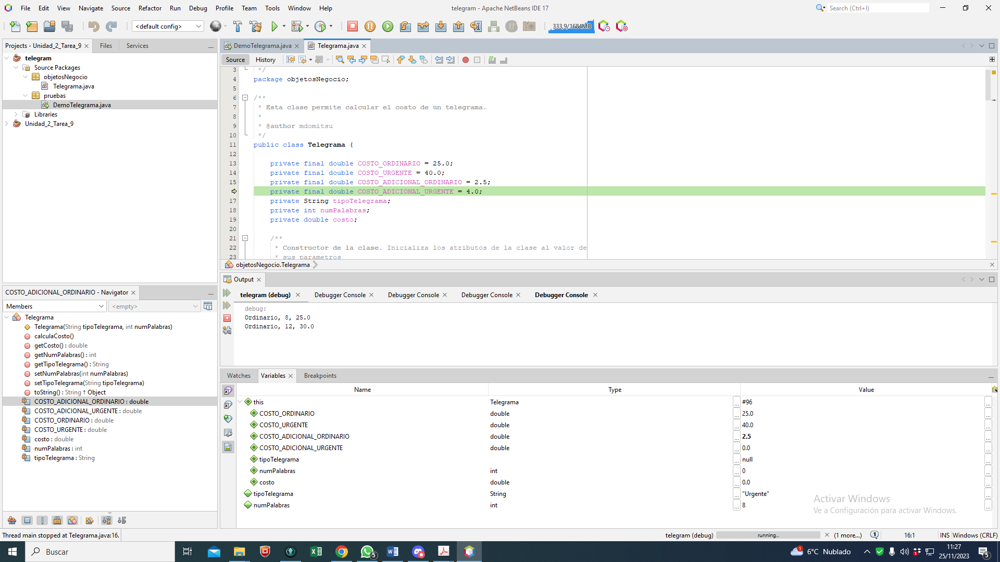 File Edit View Navigate Source Refactor Run Debug Profile Team Tools Window Help
telegram - Apache NetBeans IDE 17
Search (Ctrl+I)
<default config>
333,9/1684MB
Projects - Unidad_2_Tarea_9
Files
Services
telegram
Source Packages
objetosNegocio
Telegrama.java
pruebas
DemoTelegrama.java
Libraries
Unidad_2_Tarea_9
DemoTelegrama.java
Telegrama.java
Source
History
3 */
4 package objetosNegocio;
5
6 /**
7 * Esta clase permite calcular el costo de un telegrama.
8 *
9 * @author mdomitsu
10 */
11 public class Telegrama {
12
13 private final double COSTO_ORDINARIO = 25.0;
14 private final double COSTO_URGENTE = 40.0;
15 private final double COSTO_ADICIONAL_ORDINARIO = 2.5;
private final double COSTO_ADICIONAL_URGENTE = 4.0;
17 private String tipoTelegrama;
18 private int numPalabras;
19 private double costo;
20
21 /**
22 * Constructor de la clase. Inicializa los atributos de la clase al valor de
23 * sus parametros
objetosNegocio.Telegrama
COSTO_ADICIONAL_ORDINARIO - Navigator
Members
<empty>
Telegrama
Telegrama(String tipoTelegrama, int numPalabras)
calculaCosto()
getCosto() : double
getNumPalabras() : int
getTipoTelegrama() : String
setNumPalabras(int numPalabras)
setTipoTelegrama(String tipoTelegrama)
toString() : String ↑ Object
COSTO_ADICIONAL_ORDINARIO : double
COSTO_ADICIONAL_URGENTE : double
COSTO_ORDINARIO : double
COSTO_URGENTE : double
costo : double
numPalabras : int
tipoTelegrama : String
Output
telegram (debug)
Debugger Console
Debugger Console
Debugger Console
Debugger Console
debug:
Ordinario, 8, 25.0
Ordinario, 12, 30.0
Watches
Variables
Breakpoints
Name Type Value
this Telegrama ... #96 ...
COSTO_ORDINARIO double ... 25.0 ...
COSTO_URGENTE double ... 40.0 ...
COSTO_ADICIONAL_ORDINARIO double ... 2.5 ...
COSTO_ADICIONAL_URGENTE double ... 0.0 ...
tipoTelegrama ... null ...
numPalabras int ... 0 ...
costo double ... 0.0 ...
tipoTelegrama String ... "Urgente" ...
numPalabras int ... 8 ...
Activar Windows
Ve a Configuración para activar Windows.
Thread main stopped at Telegrama.java:16.
telegram (debug)
running...
(1 more...)
1
16:1
INS
Windows (CRLF)
Buscar
5
1
6°C Nublado
11:27
25/11/2023
5